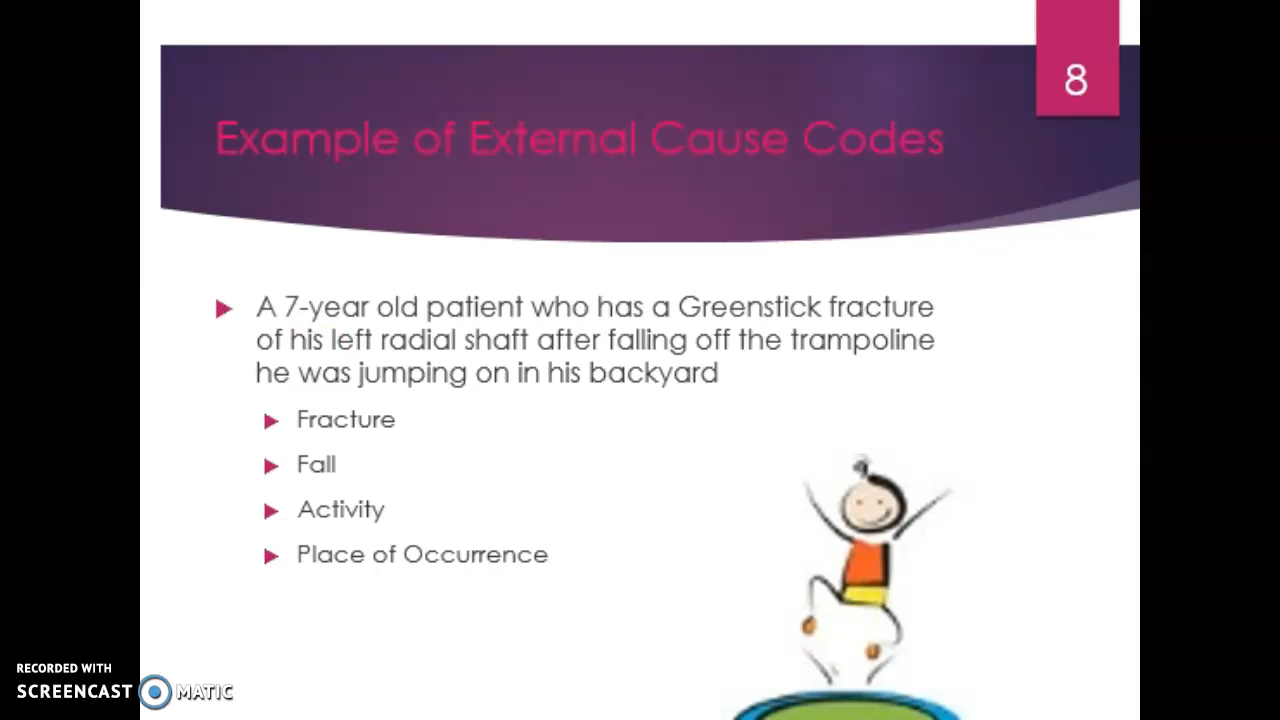 8
Example of External Cause Codes
A 7-year old patient who has a Greenstick fracture
of his left radial shaft after falling off the trampoline
he was jumping on in his backyard
Fracture
Fall
Activity
Place of Occurrence
RECORDED WITH
SCREENCAST MATIC